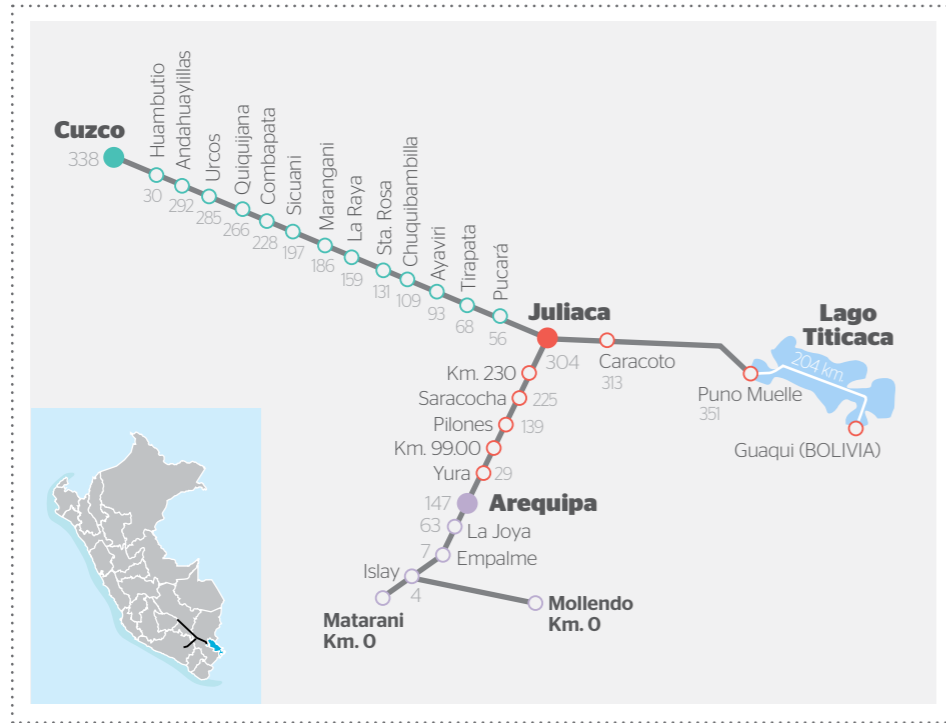 Cuzco
338
Huambutio
30
Andahuaylillas
292
Urcos
285
Quiquijana
266
Combapata
228
Sicuani
197
Marangani
186
La Raya
159
Sta. Rosa
131
Chuquibambilla
109
Ayaviri
93
Tirapata
68
Pucará
56
Juliaca
304
Caracoto
313
Lago
Titicaca
204 km.
Puno Muelle
351
Guaqui (BOLIVIA)
Km. 230
Saracocha
225
Pilones
139
Km. 99.00
Yura
29
147
Arequipa
63
La Joya
7
Empalme
Islay
4
Matarani
Km. 0
Mollendo
Km. 0